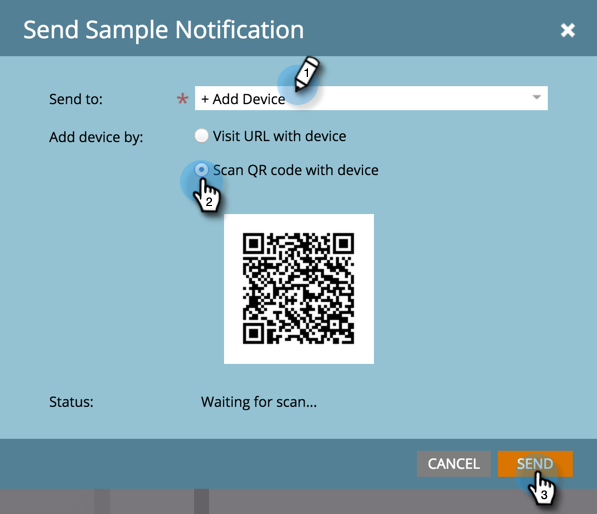 Send Sample Notification
1
Send to: * + Add Device
Add device by: Visit URL with device
Scan QR code with device
2
Status: Waiting for scan...
CANCEL SEND
3